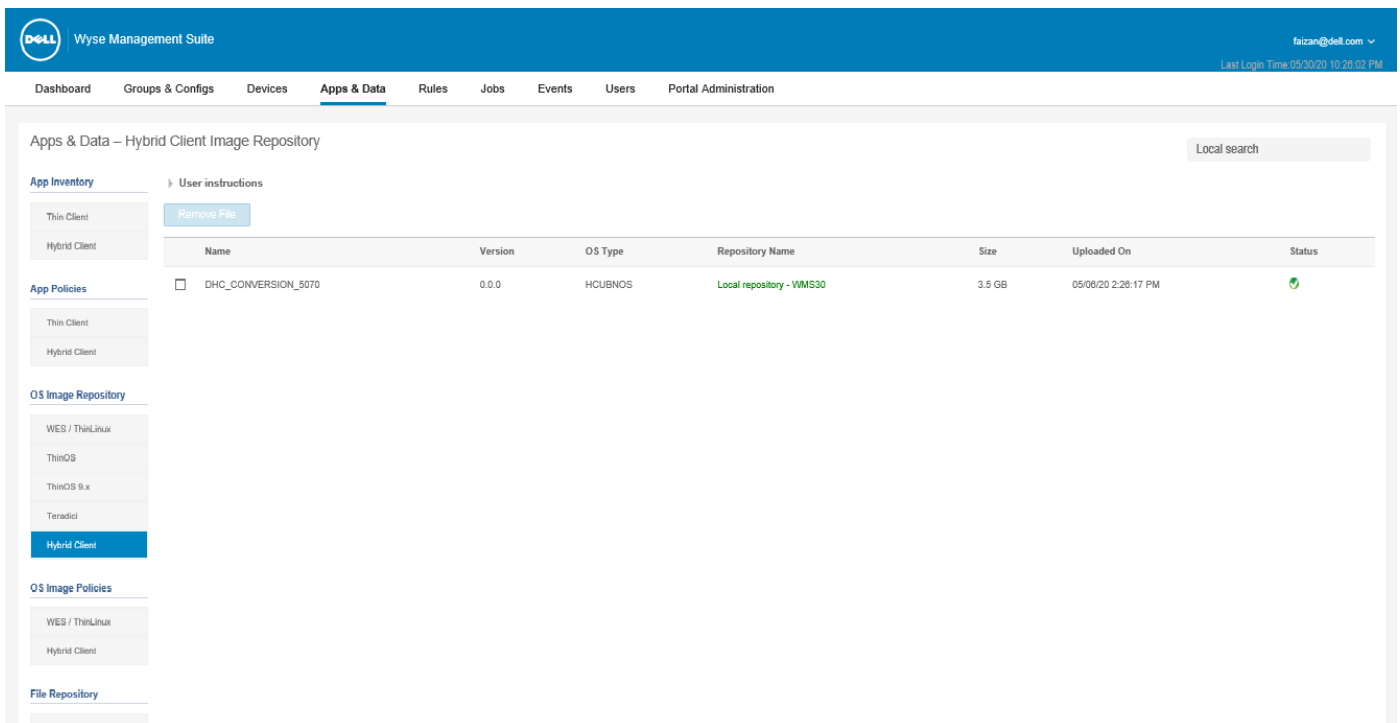 DELL Wyse Management Suite
faizan@dell.com
Last Login Time:05/30/20 10:26:02 PM
Dashboard Groups & Configs Devices Apps & Data Rules Jobs Events Users Portal Administration
Apps & Data – Hybrid Client Image Repository
Local search
App Inventory
Thin Client
Hybrid Client
App Policies
Thin Client
Hybrid Client
OS Image Repository
WES / ThinLinux
ThinOS
ThinOS 9.x
Teradici
Hybrid Client
OS Image Policies
WES / ThinLinux
Hybrid Client
File Repository
User instructions
Remove File
Name Version OS Type Repository Name Size Uploaded On Status
DHC_CONVERSION_5070 0.0.0 HCUBNOS Local repository - WMS30 3.5 GB 05/06/20 2:26:17 PM